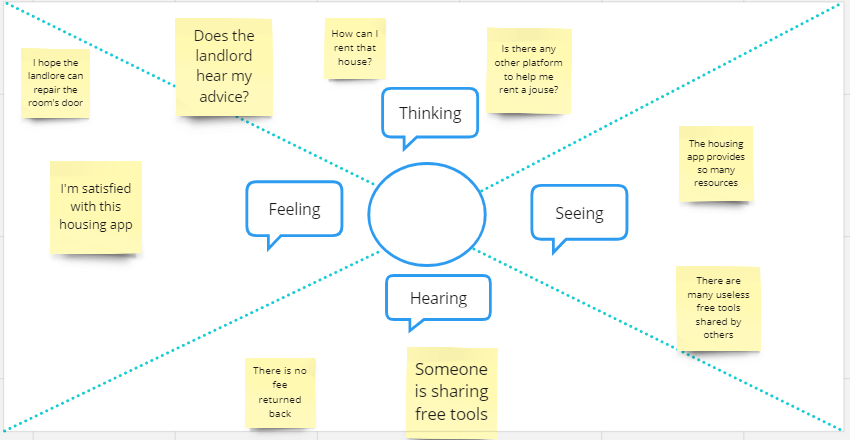 I hope the
landlore can
repair the
room's door
Does the
landlord
hear my
advice?
How can I
rent that
house?
Is there any
other platform
to help me
rent a jouse?
Thinking
The housing
app provides
so many
resources
I'm satisfied
with this
housing app
Feeling
Seeing
Hearing
There are
many useless
free tools
shared by
others
There is no
fee
returned
back
Someone
is sharing
free tools